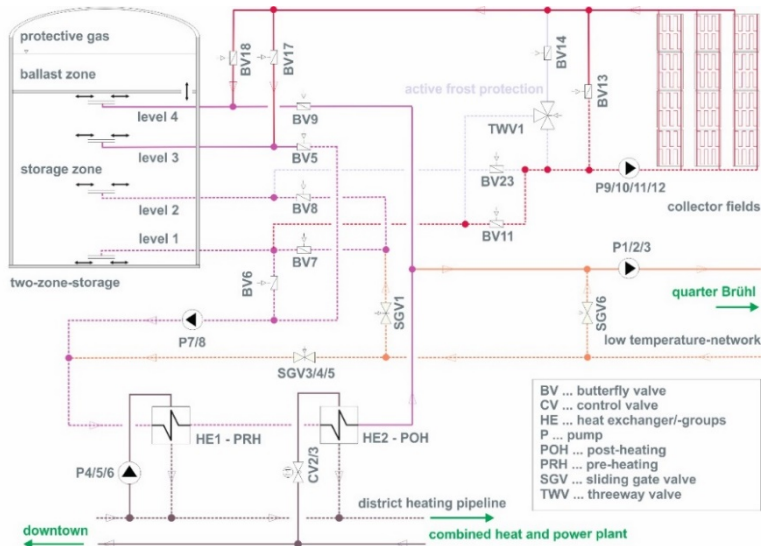 protective gas
ballast zone
level 4
level 3
storage zone
level 2
level 1
two-zone-storage
BV18
BV17
BV14
BV13
active frost protection
TWV1
BV9
BV5
BV23
BV8
BV11
BV7
BV6
P9/10/11/12
collector fields
P1/2/3
quarter Brühl
SGV1
SGV6
low temperature-network
P7/8
SGV3/4/5
HE1 - PRH
HE2 - POH
P4/5/6
CV2/3
BV ... butterfly valve
CV ... control valve
HE ... heat exchanger/-groups
P ... pump
POH ... post-heating
PRH ... pre-heating
SGV ... sliding gate valve
TWV ... threeway valve
district heating pipeline
downtown
combined heat and power plant